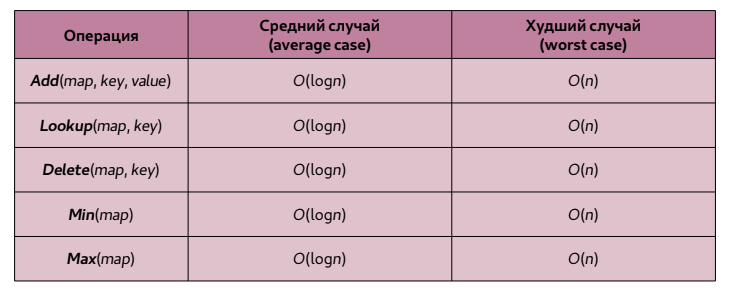 Операция
Средний случай
(average case)
Худший случай
(worst case)
Add(map, key, value)
O(logn)
O(n)
Lookup(map, key)
O(logn)
O(n)
Delete(map, key)
O(logn)
O(n)
Min(map)
O(logn)
O(n)
Max(map)
O(logn)
O(n)